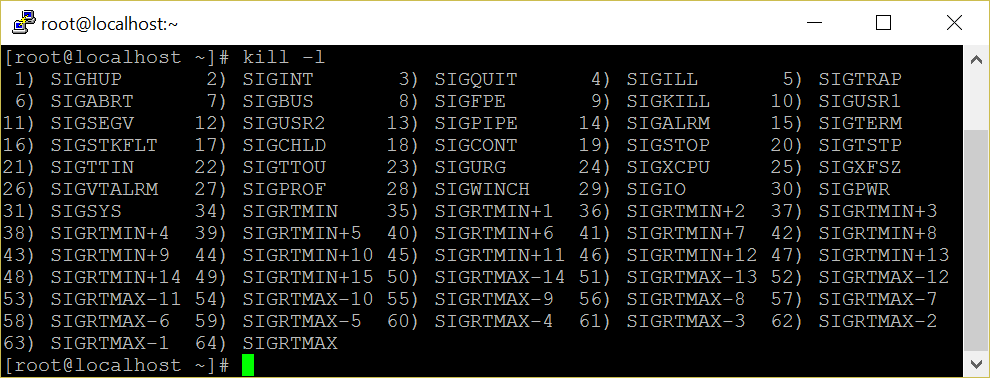 root@localhost:~
[root@localhost ~]# kill -l
 1) SIGHUP       2) SIGINT       3) SIGQUIT      4) SIGILL       5) SIGTRAP
 6) SIGABRT      7) SIGBUS       8) SIGFPE       9) SIGKILL     10) SIGUSR1
11) SIGSEGV     12) SIGUSR2     13) SIGPIPE     14) SIGALRM     15) SIGTERM
16) SIGSTKFLT   17) SIGCHLD     18) SIGCONT     19) SIGSTOP     20) SIGTSTP
21) SIGTTIN     22) SIGTTOU     23) SIGURG      24) SIGXCPU     25) SIGXFSZ
26) SIGVTALRM   27) SIGPROF     28) SIGWINCH    29) SIGIO       30) SIGPWR
31) SIGSYS      34) SIGRTMIN    35) SIGRTMIN+1  36) SIGRTMIN+2  37) SIGRTMIN+3
38) SIGRTMIN+4  39) SIGRTMIN+5  40) SIGRTMIN+6  41) SIGRTMIN+7  42) SIGRTMIN+8
43) SIGRTMIN+9  44) SIGRTMIN+10 45) SIGRTMIN+11 46) SIGRTMIN+12 47) SIGRTMIN+13
48) SIGRTMIN+14 49) SIGRTMIN+15 50) SIGRTMAX-14 51) SIGRTMAX-13 52) SIGRTMAX-12
53) SIGRTMAX-11 54) SIGRTMAX-10 55) SIGRTMAX-9  56) SIGRTMAX-8  57) SIGRTMAX-7
58) SIGRTMAX-6  59) SIGRTMAX-5  60) SIGRTMAX-4  61) SIGRTMAX-3  62) SIGRTMAX-2
63) SIGRTMAX-1  64) SIGRTMAX
[root@localhost ~]#